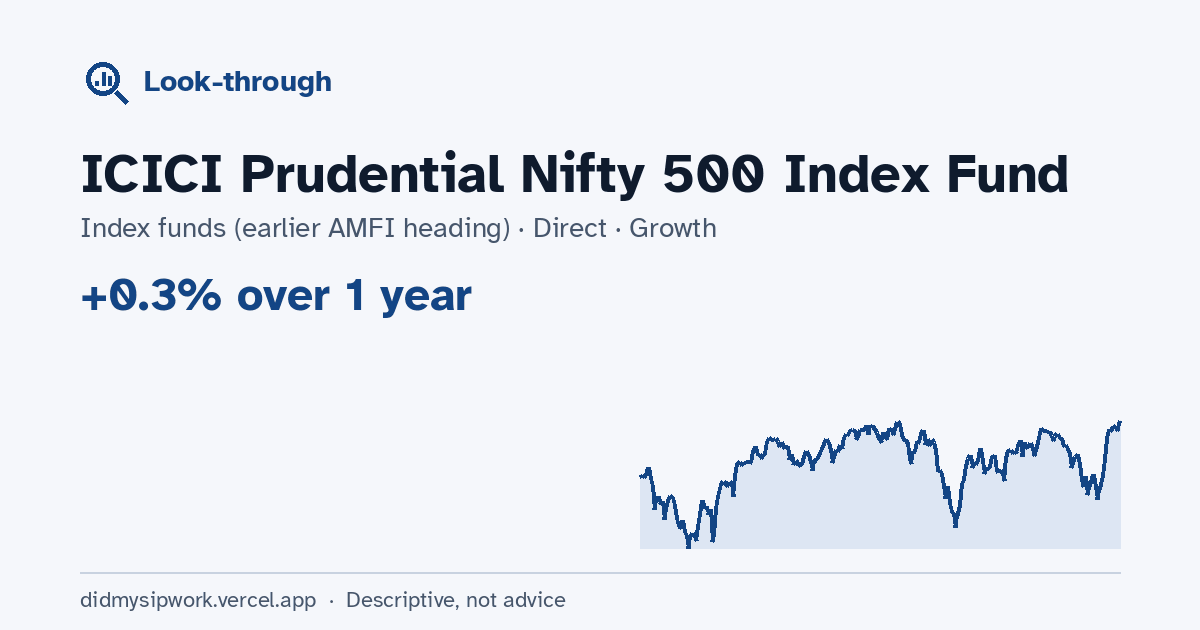 Look-through
ICICI Prudential Nifty 500 Index Fund
Index funds (earlier AMFI heading) · Direct · Growth
+0.3% over 1 year
didmysipwork.vercel.app · Descriptive, not advice